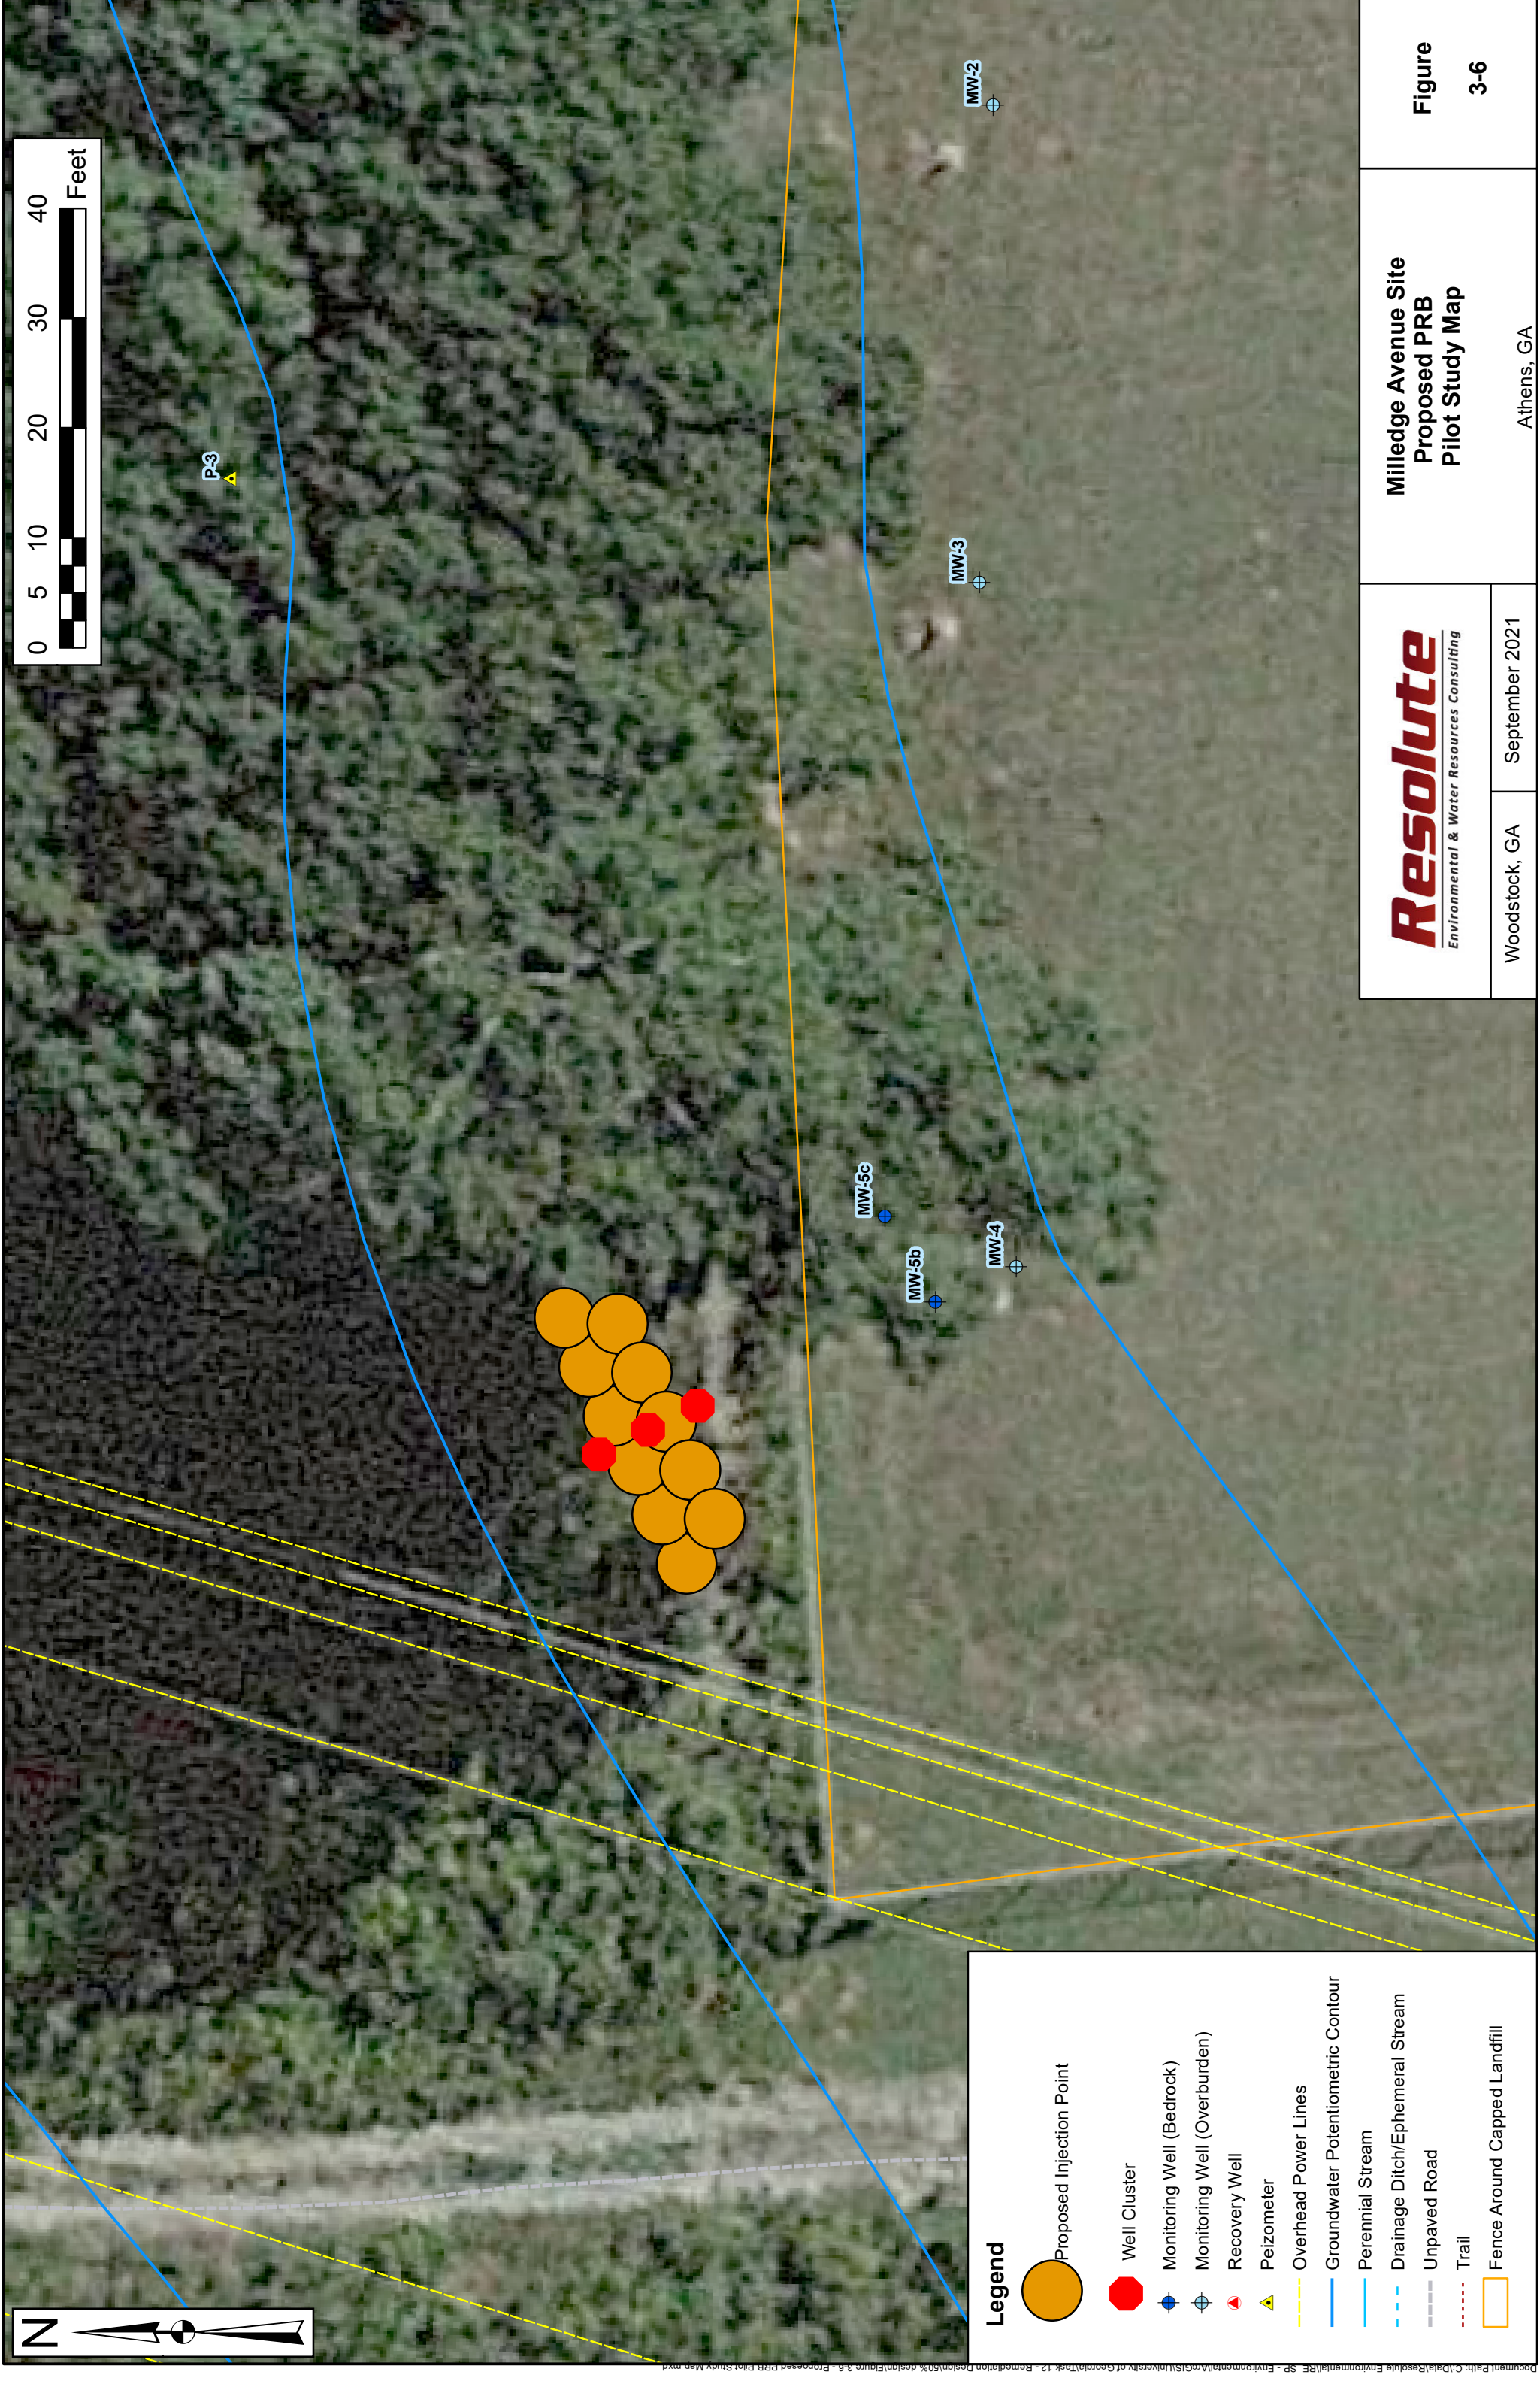 N
0 5 10 20 30 40
Feet
P-3
MW-2
MW-3
MW-5c
MW-5b
MW-4
Legend
Proposed Injection Point
Well Cluster
Monitoring Well (Bedrock)
Monitoring Well (Overburden)
Recovery Well
Peizometer
Overhead Power Lines
Groundwater Potentiometric Contour
Perennial Stream
Drainage Ditch/Ephemeral Stream
Unpaved Road
Trail
Fence Around Capped Landfill
Resolute
Environmental & Water Resources Consulting
Woodstock, GA
September 2021
Milledge Avenue Site
Proposed PRB
Pilot Study Map
Athens, GA
Figure
3-6